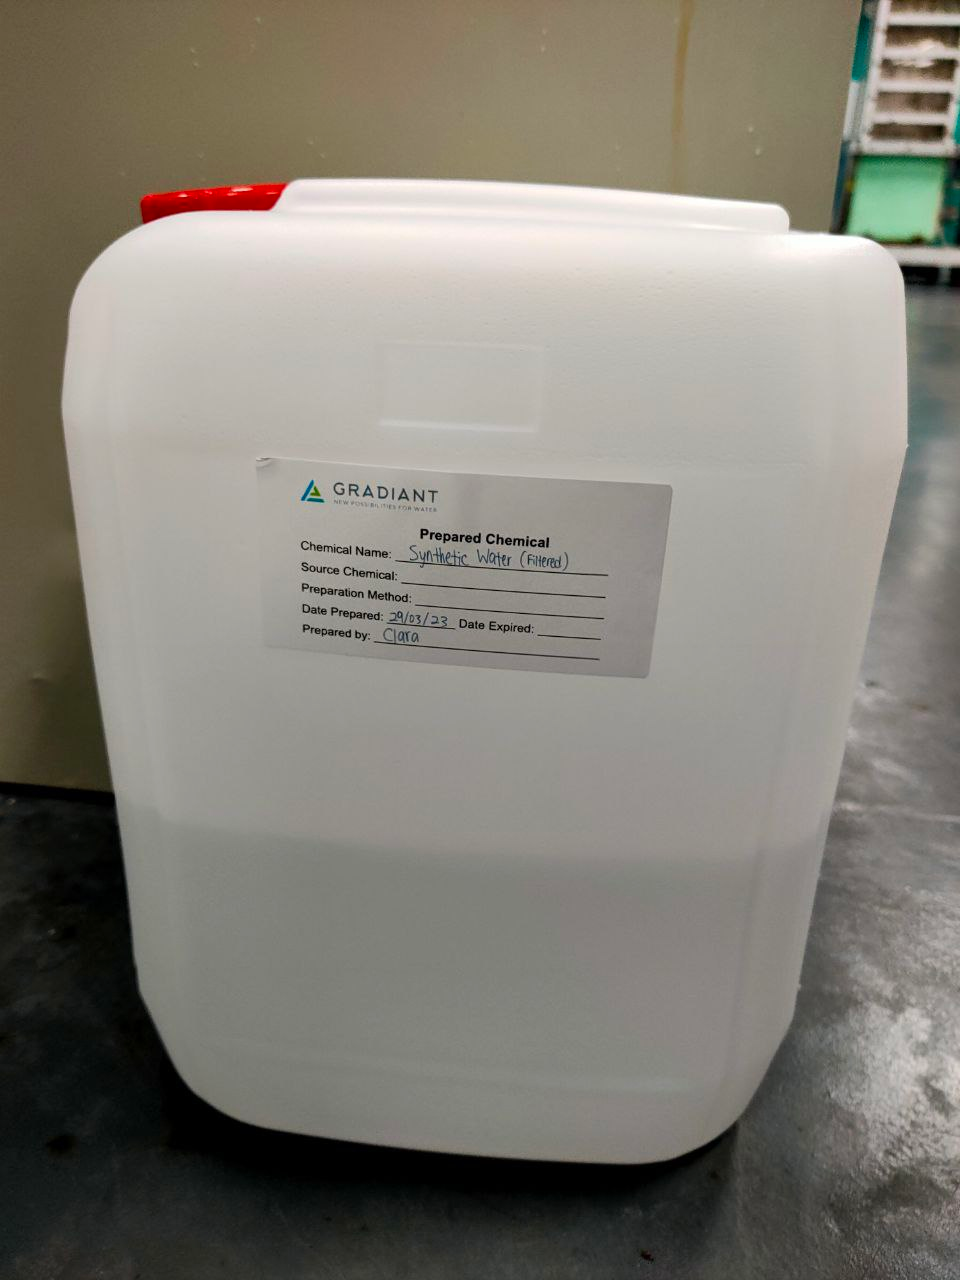 GRADIANT
NEW POSSIBILITIES FOR WATER
Prepared Chemical
Chemical Name: Synthetic Water (Filtered)
Source Chemical:
Preparation Method:
Date Prepared: 29/03/23 Date Expired:
Prepared by: Clara